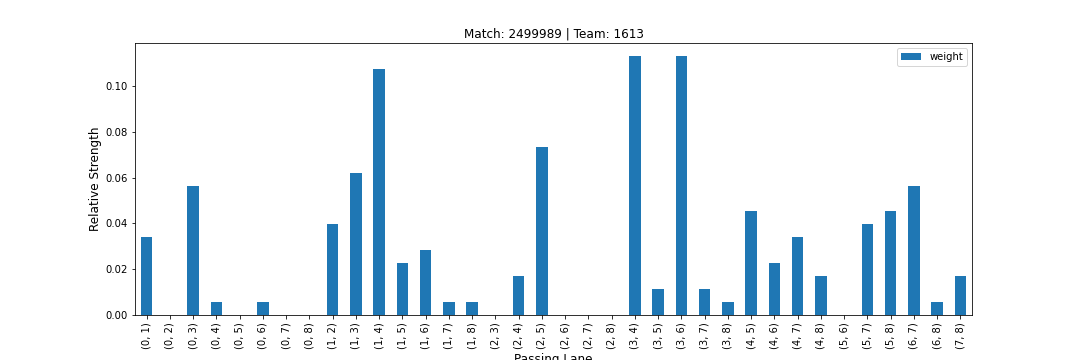 Match: 2499989 | Team: 1613
weight
Relative Strength
0.10
0.08
0.06
0.04
0.02
0.00
(0, 1) (0, 2) (0, 3) (0, 4) (0, 5) (0, 6) (0, 7) (0, 8) (1, 2) (1, 3) (1, 4) (1, 5) (1, 6) (1, 7) (1, 8) (2, 3) (2, 4) (2, 5) (2, 6) (2, 7) (2, 8) (3, 4) (3, 5) (3, 6) (3, 7) (3, 8) (4, 5) (4, 6) (4, 7) (4, 8) (5, 6) (5, 7) (5, 8) (6, 7) (6, 8) (7, 8)
Passing Lane